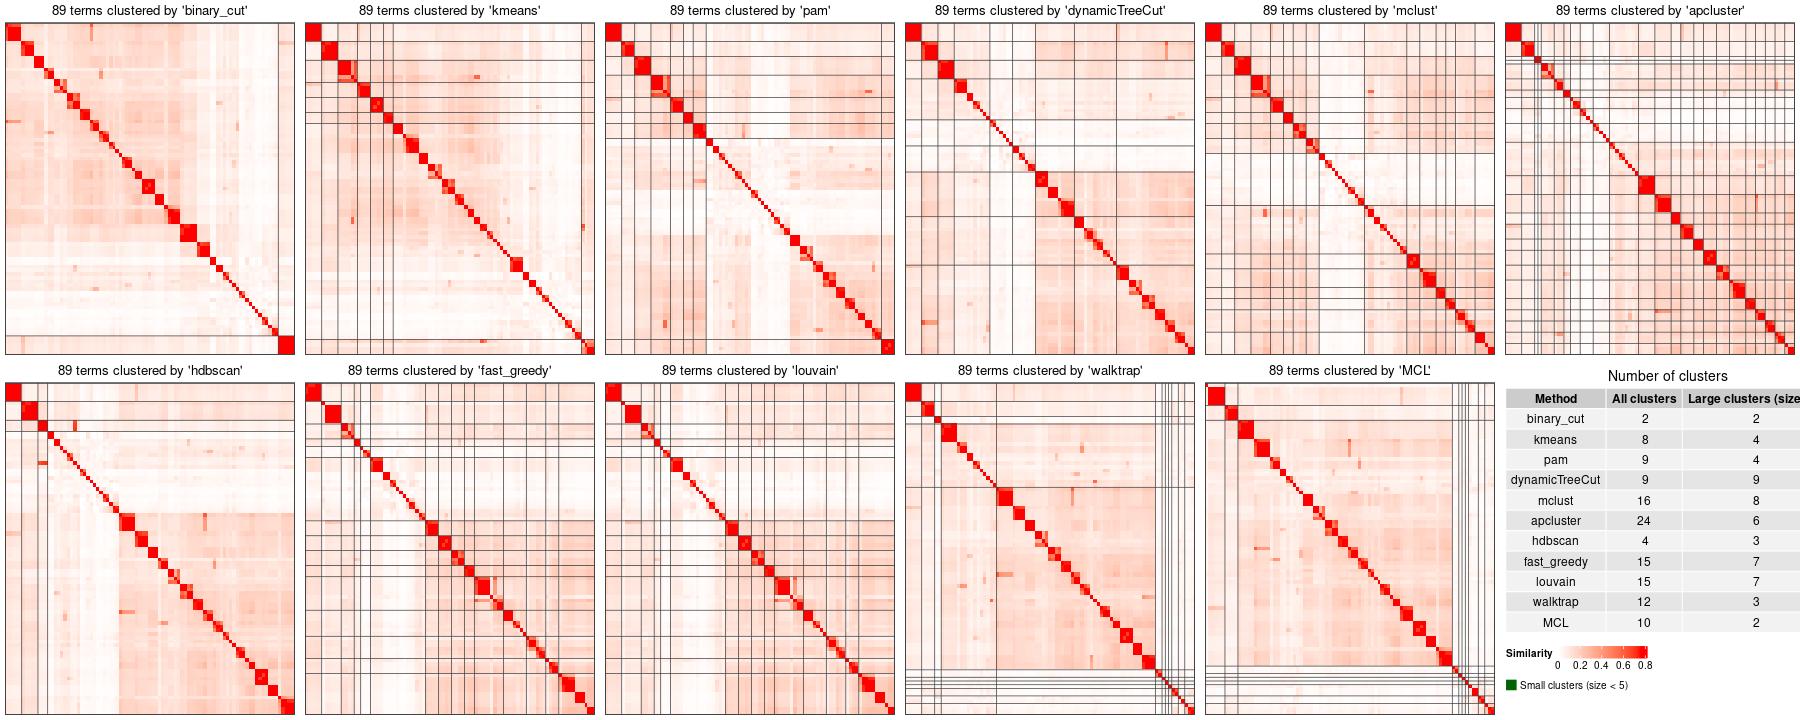 89 terms clustered by 'binary_cut'
89 terms clustered by 'kmeans'
89 terms clustered by 'pam'
89 terms clustered by 'dynamicTreeCut'
89 terms clustered by 'mclust'
89 terms clustered by 'apcluster'
89 terms clustered by 'hdbscan'
89 terms clustered by 'fast_greedy'
89 terms clustered by 'louvain'
89 terms clustered by 'walktrap'
89 terms clustered by 'MCL'
Number of clusters
Method All clusters Large clusters (size
binary_cut 2 2
kmeans 8 4
pam 9 4
dynamicTreeCut 9 9
mclust 16 8
apcluster 24 6
hdbscan 4 3
fast_greedy 15 7
louvain 15 7
walktrap 12 3
MCL 10 2
Similarity
0 0.2 0.4 0.6 0.8
Small clusters (size < 5)